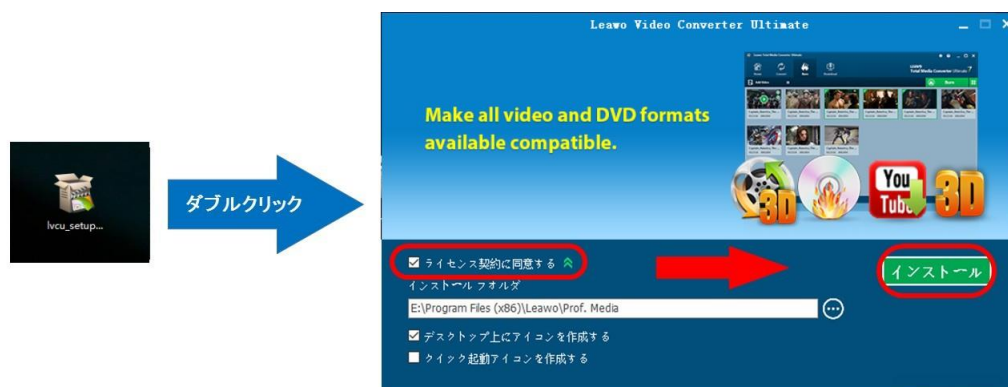 lvcu_setup...
ダブルクリック
Leawo Video Converter Ultimate
Make all video and DVD formats
available compatible.
You
Tube
3D
3D
ライセンス契約に同意する
インストール
インストールフォルダ
E:\Program Files (x86)\Leawo\Prof. Media
デスクトップ上にアイコンを作成する
クイック起動アイコンを作成する